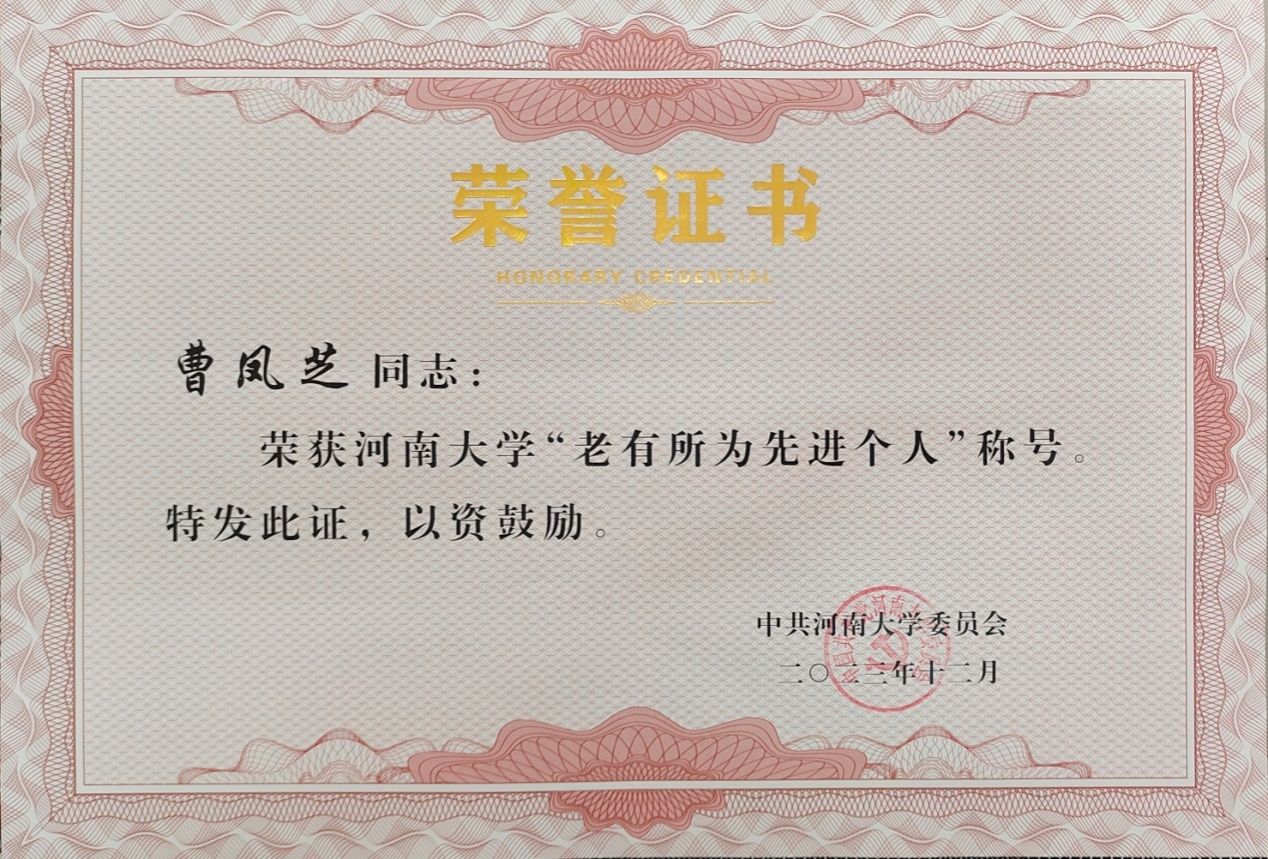 荣誉证书
HONORARY CREDENTIAL
曹凤芝 同志：
荣获河南大学“老有所为先进个人”称号。
特发此证，以资鼓励。
中共河南大学委员会
二〇二三年十二月